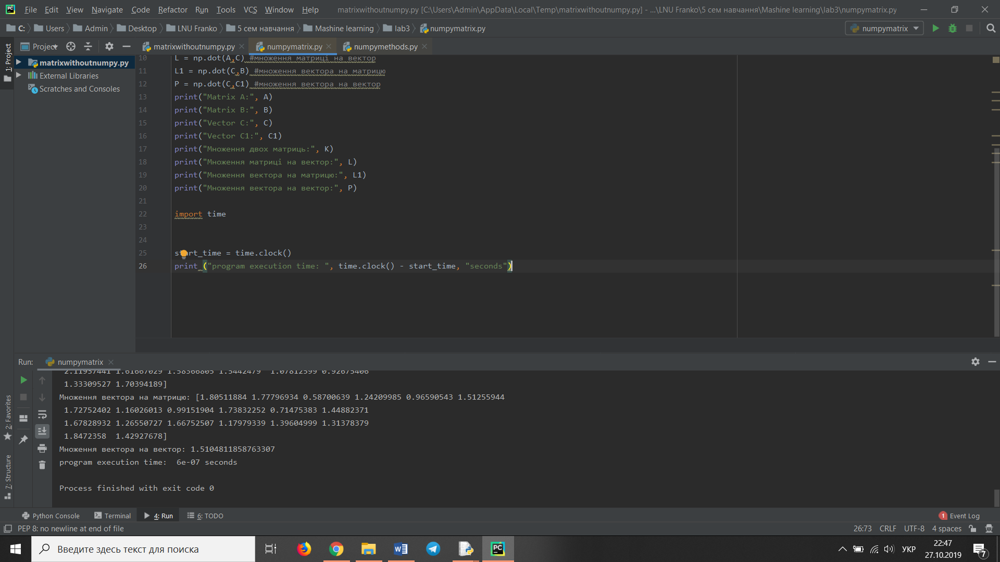 File Edit View Navigate Code Refactor Run Tools VCS Window Help matrixwithoutnumpy.py [C:\Users\Admin\AppData\Local\Temp\matrixwithoutnumpy.py] - ...\LNU Franko\5 сем навчання\Mashine learning\lab3\numpymatrix.py
C: Users Admin Desktop LNU Franko 5 сем навчання Mashine learning lab3 numpymatrix.py numpymatrix
1: Project
Project matrixwithoutnumpy.py numpymatrix.py numpymethods.py
matrixwithoutnumpy.py
External Libraries
Scratches and Consoles
10 L = np.dot(A,C) #множення матриці на вектор
11 L1 = np.dot(C,B) #множення вектора на матрицю
12 P = np.dot(C,C1) #множення вектора на вектор
13 print("Matrix A:", A)
14 print("Matrix B:", B)
15 print("Vector C:", C)
16 print("Vector C1:", C1)
17 print("Множення двох матриць:", K)
18 print("Множення матриці на вектор:", L)
19 print("Множення вектора на матрицю:", L1)
20 print("Множення вектора на вектор:", P)
21
22 import time
23
24
25 start_time = time.clock()
26 print ("program execution time: ", time.clock() - start_time, "seconds")
Run: numpymatrix
2.11937441 1.61667029 1.58366805 1.5442479 1.07812599 0.92675406
1.33309527 1.70394189]
Множення вектора на матрицю: [1.80511884 1.77796934 0.58700639 1.24209985 0.96590543 1.51255944
1.72752402 1.16026013 0.99151904 1.73832252 0.71475383 1.44882371
1.67828932 1.26550727 1.66752507 1.17979339 1.39604999 1.31378379
1.8472358 1.42927678]
Множення вектора на вектор: 1.5104811858763307
program execution time: 6e-07 seconds
Process finished with exit code 0
2: Favorites
7: Structure
Python Console Terminal 4: Run 6: TODO 1 Event Log
PEP 8: no newline at end of file 26:73 CRLF UTF-8 4 spaces
Введите здесь текст для поиска
УКР 22:47
27.10.2019
7